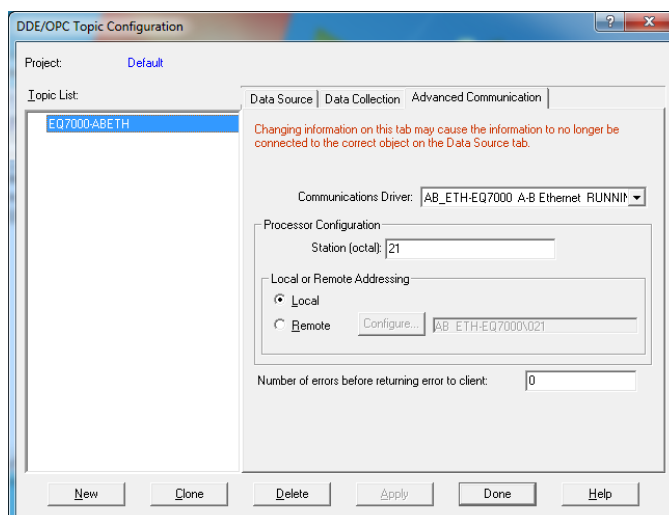 DDE/OPC Topic Configuration
Project: Default
Topic List:
EQ7000-ABETH
Data Source Data Collection Advanced Communication
Changing information on this tab may cause the information to no longer be
connected to the correct object on the Data Source tab.
Communications Driver: AB_ETH-EQ7000 A-B Ethernet RUNNIN
Processor Configuration
Station (octal): 21
Local or Remote Addressing
Local
Remote Configure... AB_ETH-EQ7000\021
Number of errors before returning error to client: 0
New Clone Delete Apply Done Help